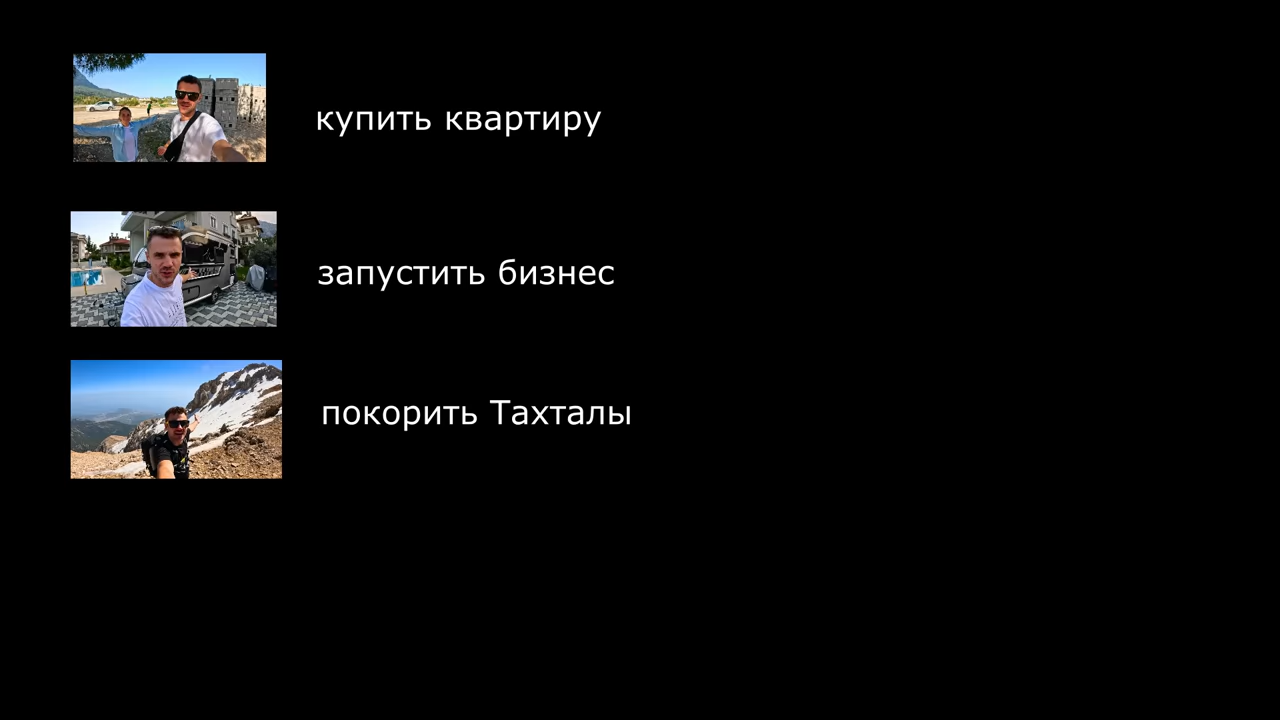 купить квартиру
запустить бизнес
покорить Тахталы